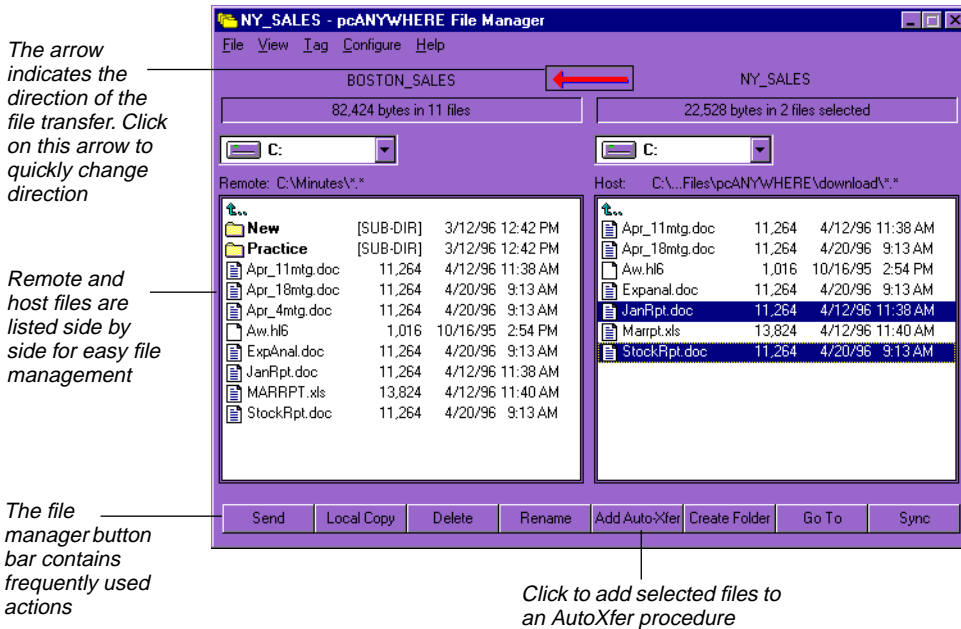 NY_SALES - pcANYWHERE File Manager
File View Tag Configure Help
BOSTON_SALES
NY_SALES
82,424 bytes in 11 files
22,528 bytes in 2 files selected
C:
C:
Remote: C:\Minutes\*.*
Host: C:\...Files\pcANYWHERE\download\*.*
New [SUB-DIR] 3/12/96 12:42 PM
Practice [SUB-DIR] 3/12/96 12:42 PM
Apr_11mtg.doc 11,264 4/12/96 11:38 AM
Apr_18mtg.doc 11,264 4/20/96 9:13 AM
Apr_4mtg.doc 11,264 4/20/96 9:13 AM
Aw.hl6 1,016 10/16/95 2:54 PM
ExpAnal.doc 11,264 4/20/96 9:13 AM
JanRpt.doc 11,264 4/12/96 11:38 AM
MARRPT.xls 13,824 4/12/96 11:40 AM
StockRpt.doc 11,264 4/20/96 9:13 AM
Apr_11mtg.doc 11,264 4/12/96 11:38 AM
Apr_18mtg.doc 11,264 4/20/96 9:13 AM
Aw.hl6 1,016 10/16/95 2:54 PM
Expanal.doc 11,264 4/20/96 9:13 AM
JanRpt.doc 11,264 4/12/96 11:38 AM
Marrpt.xls 13,824 4/12/96 11:40 AM
StockRpt.doc 11,264 4/20/96 9:13 AM
Send Local Copy Delete Rename Add Auto-Xfer Create Folder Go To Sync
The arrow
indicates the
direction of the
file transfer. Click
on this arrow to
quickly change
direction
Remote and
host files are
listed side by
side for easy file
management
The file
manager button
bar contains
frequently used
actions
Click to add selected files to
an AutoXfer procedure